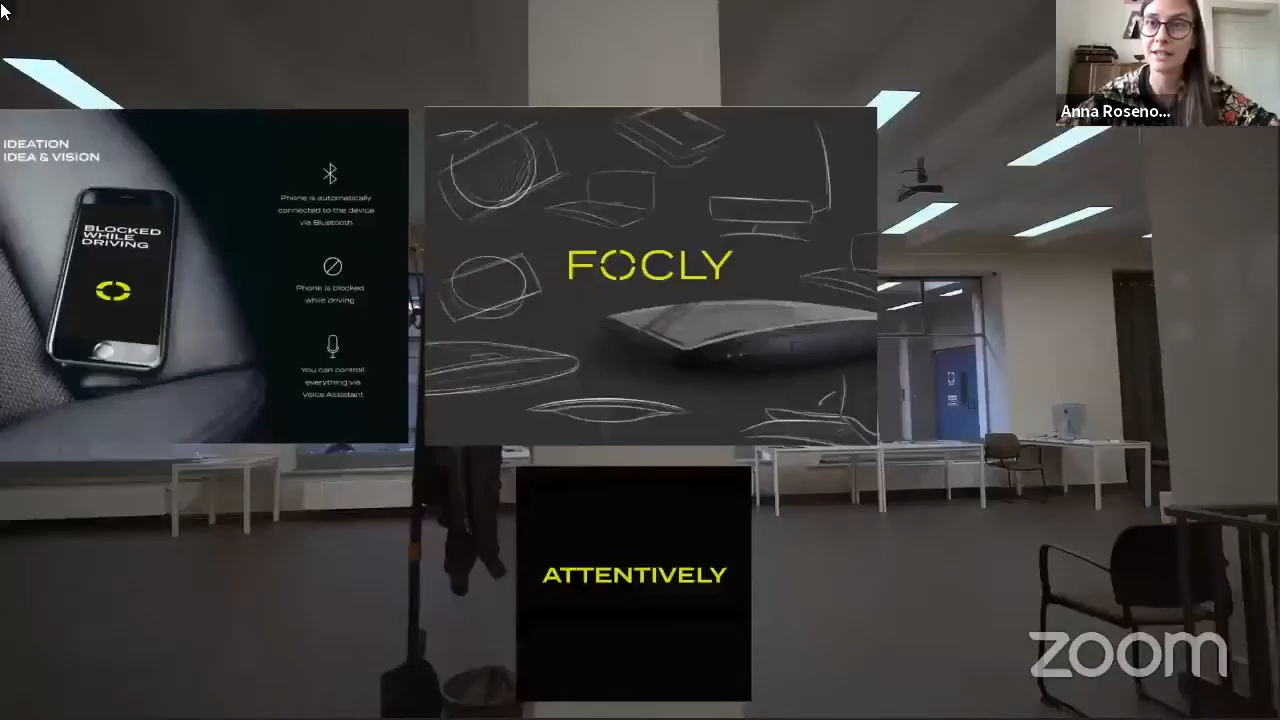 Anna Roseno...
IDEATION
IDEA & VISION
Phone is automatically
connected to the device
via Bluetooth
BLOCKED
WHILE
DRIVING
Phone is blocked
while driving
You can control
everything via
Voice Assistant
FOCLY
ATTENTIVELY
zoom